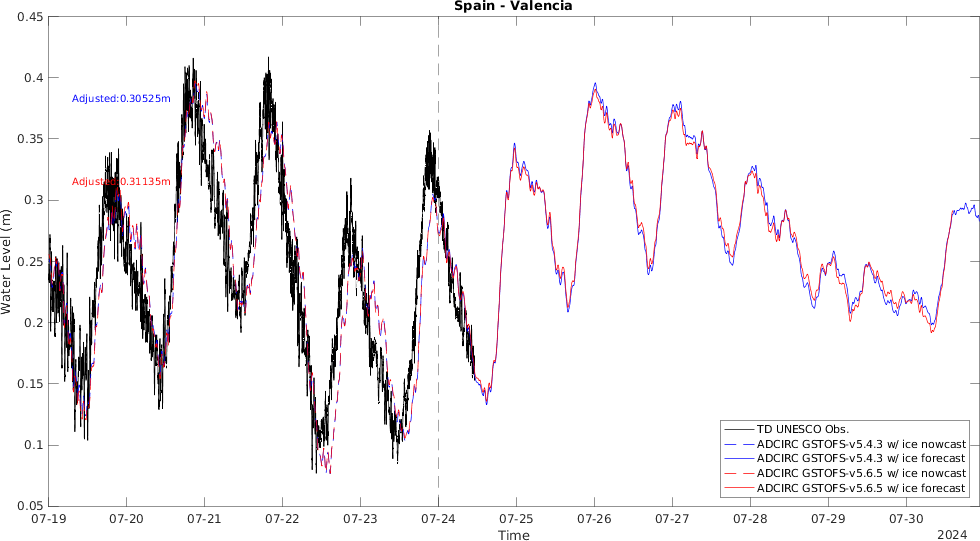 Spain - Valencia
0.45
0.4
0.35
0.3
0.25
0.2
0.15
0.1
0.05
Water Level (m)
Adjusted:0.30525m
Adjusted:0.31135m
TD UNESCO Obs.
ADCIRC GSTOFS-v5.4.3 w/ ice nowcast
ADCIRC GSTOFS-v5.4.3 w/ ice forecast
ADCIRC GSTOFS-v5.6.5 w/ ice nowcast
ADCIRC GSTOFS-v5.6.5 w/ ice forecast
07-19 07-20 07-21 07-22 07-23 07-24 07-25 07-26 07-27 07-28 07-29 07-30
Time
2024